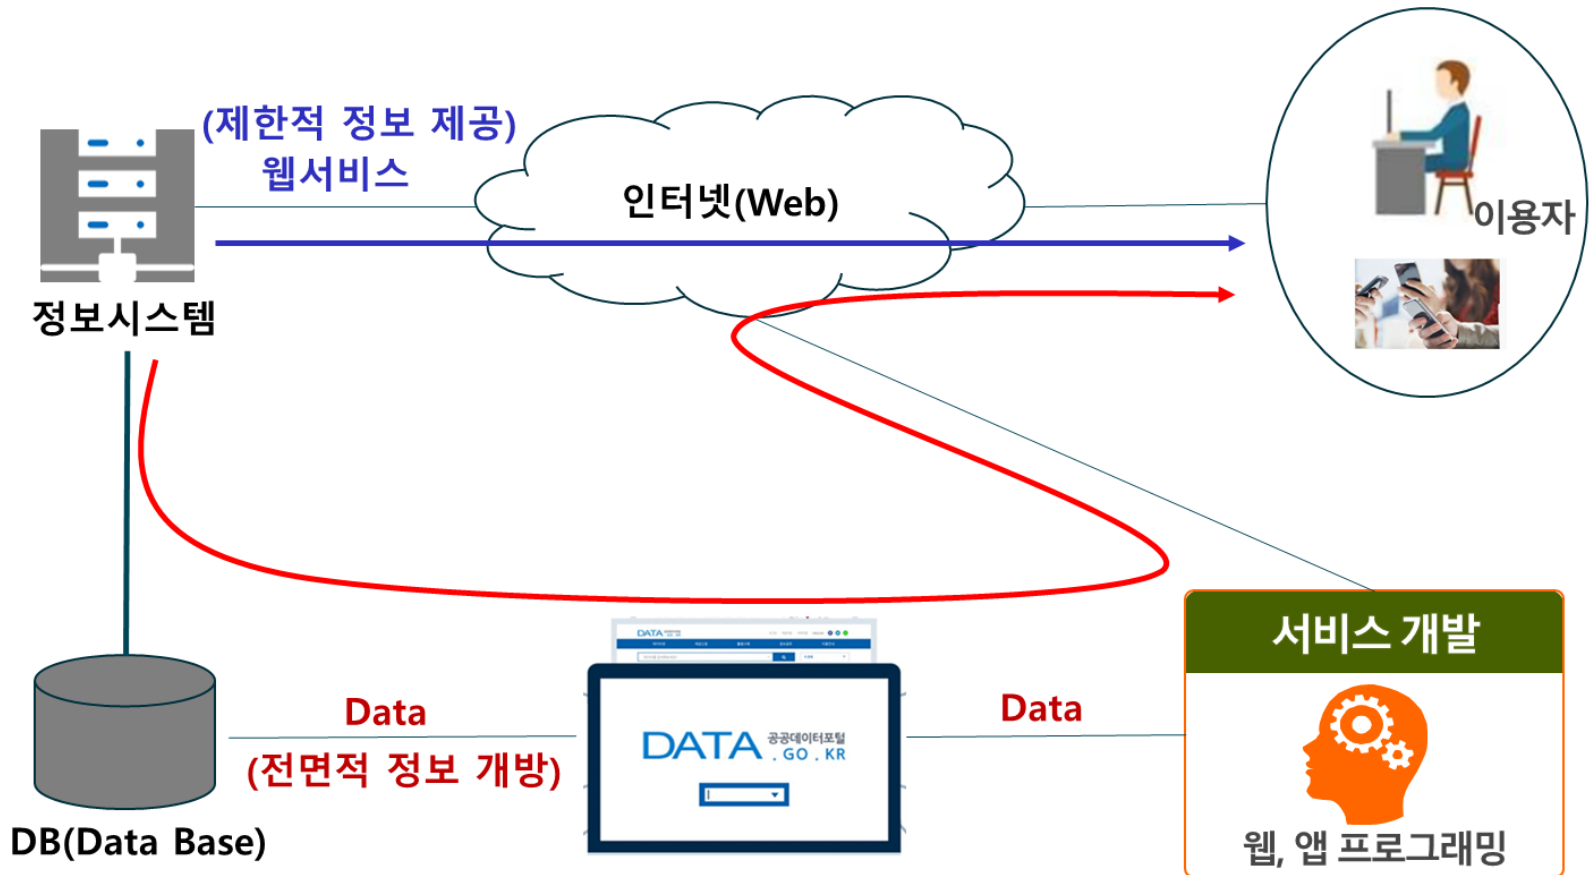 (제한적 정보 제공)
웹서비스
인터넷(Web)
이용자
정보시스템
서비스 개발
DATA
Data
(전면적 정보 개방)
DATA 공공데이터포털
. GO . KR
Data
DB(Data Base)
웹, 앱 프로그래밍